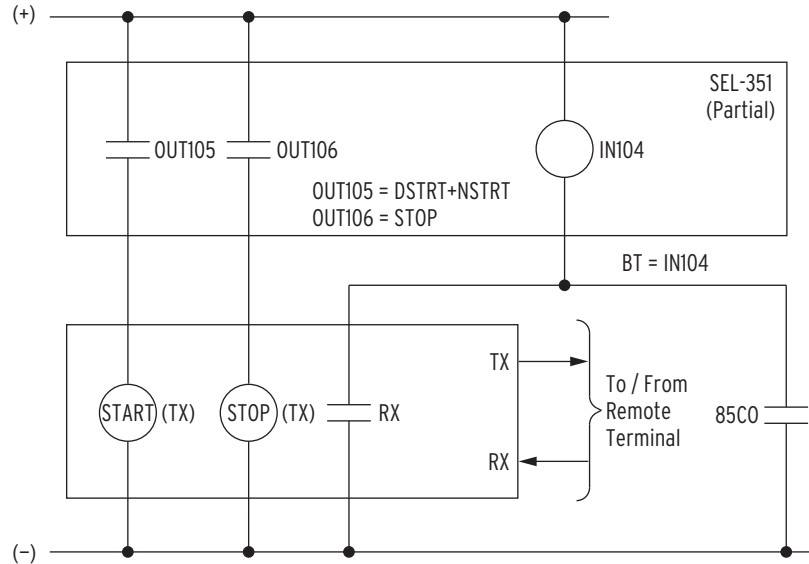 (+)
SEL-351
(Partial)
OUT105
OUT106
IN104
OUT105 = DSTRT+NSTRT
OUT106 = STOP
BT = IN104
TX
START (TX)
STOP (TX)
RX
To / From
Remote
Terminal
85CO
RX
(–)